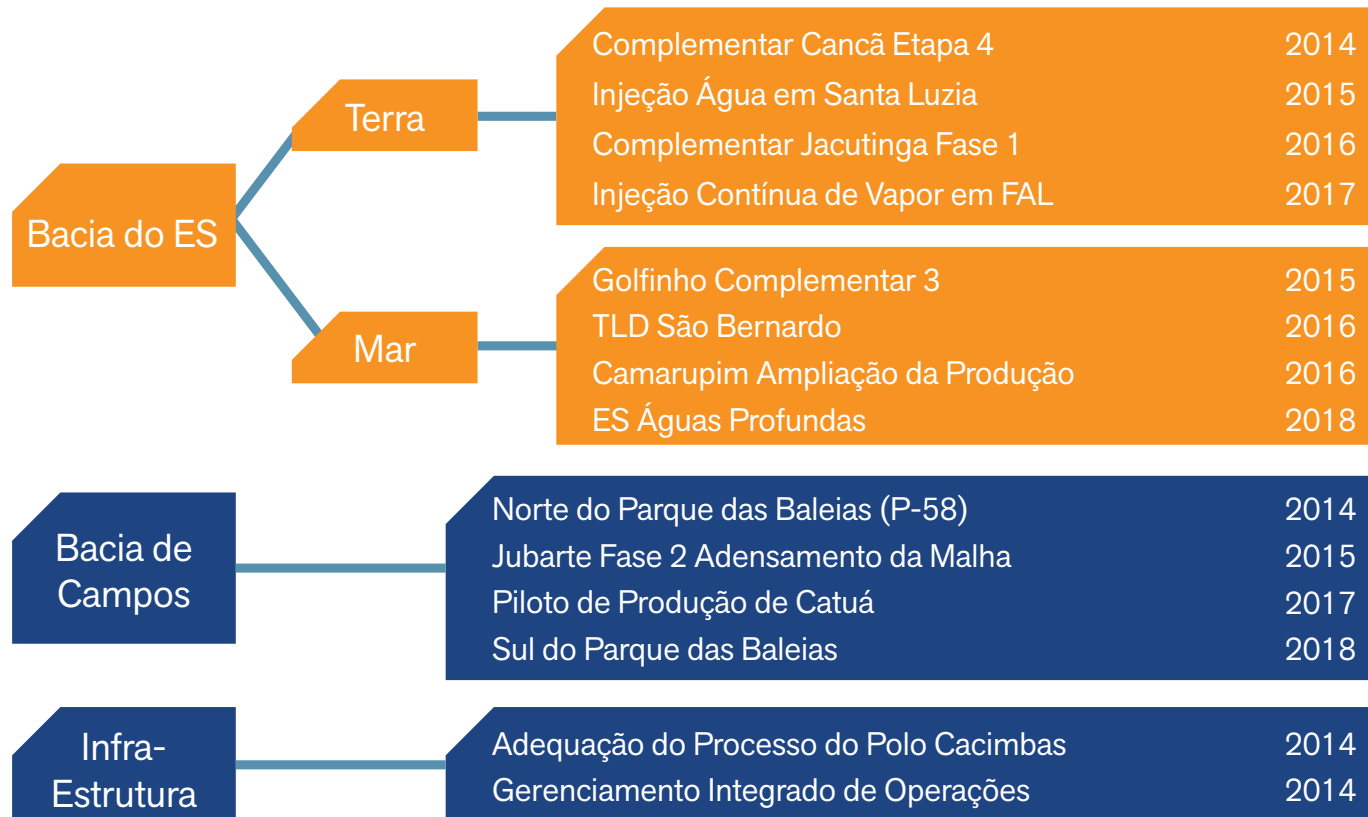 Bacia do ES
Terra
Complementar Cancã Etapa 4 2014
Injeção Água em Santa Luzia 2015
Complementar Jacutinga Fase 1 2016
Injeção Contínua de Vapor em FAL 2017
Mar
Golfinho Complementar 3 2015
TLD São Bernardo 2016
Camarupim Ampliação da Produção 2016
ES Águas Profundas 2018
Bacia de
Campos
Norte do Parque das Baleias (P-58) 2014
Jubarte Fase 2 Adensamento da Malha 2015
Piloto de Produção de Catuá 2017
Sul do Parque das Baleias 2018
Infra-
Estrutura
Adequação do Processo do Polo Cacimbas 2014
Gerenciamento Integrado de Operações 2014